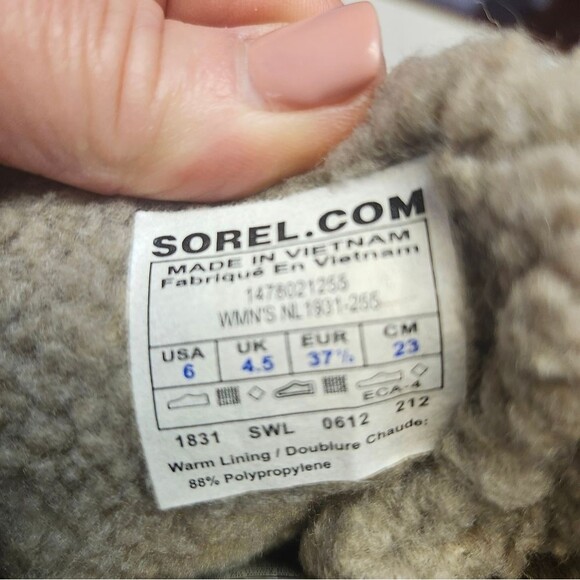 SOREL.COM
MADE IN VIETNAM
Fabriqué En Vietnam
1478021255
WMN'S NL1931-255
USA UK EUR CM
6 4.5 37½ 23
ECA-4
1831 SWL 0612 212
Warm Lining / Doublure Chaude:
88% Polypropylene